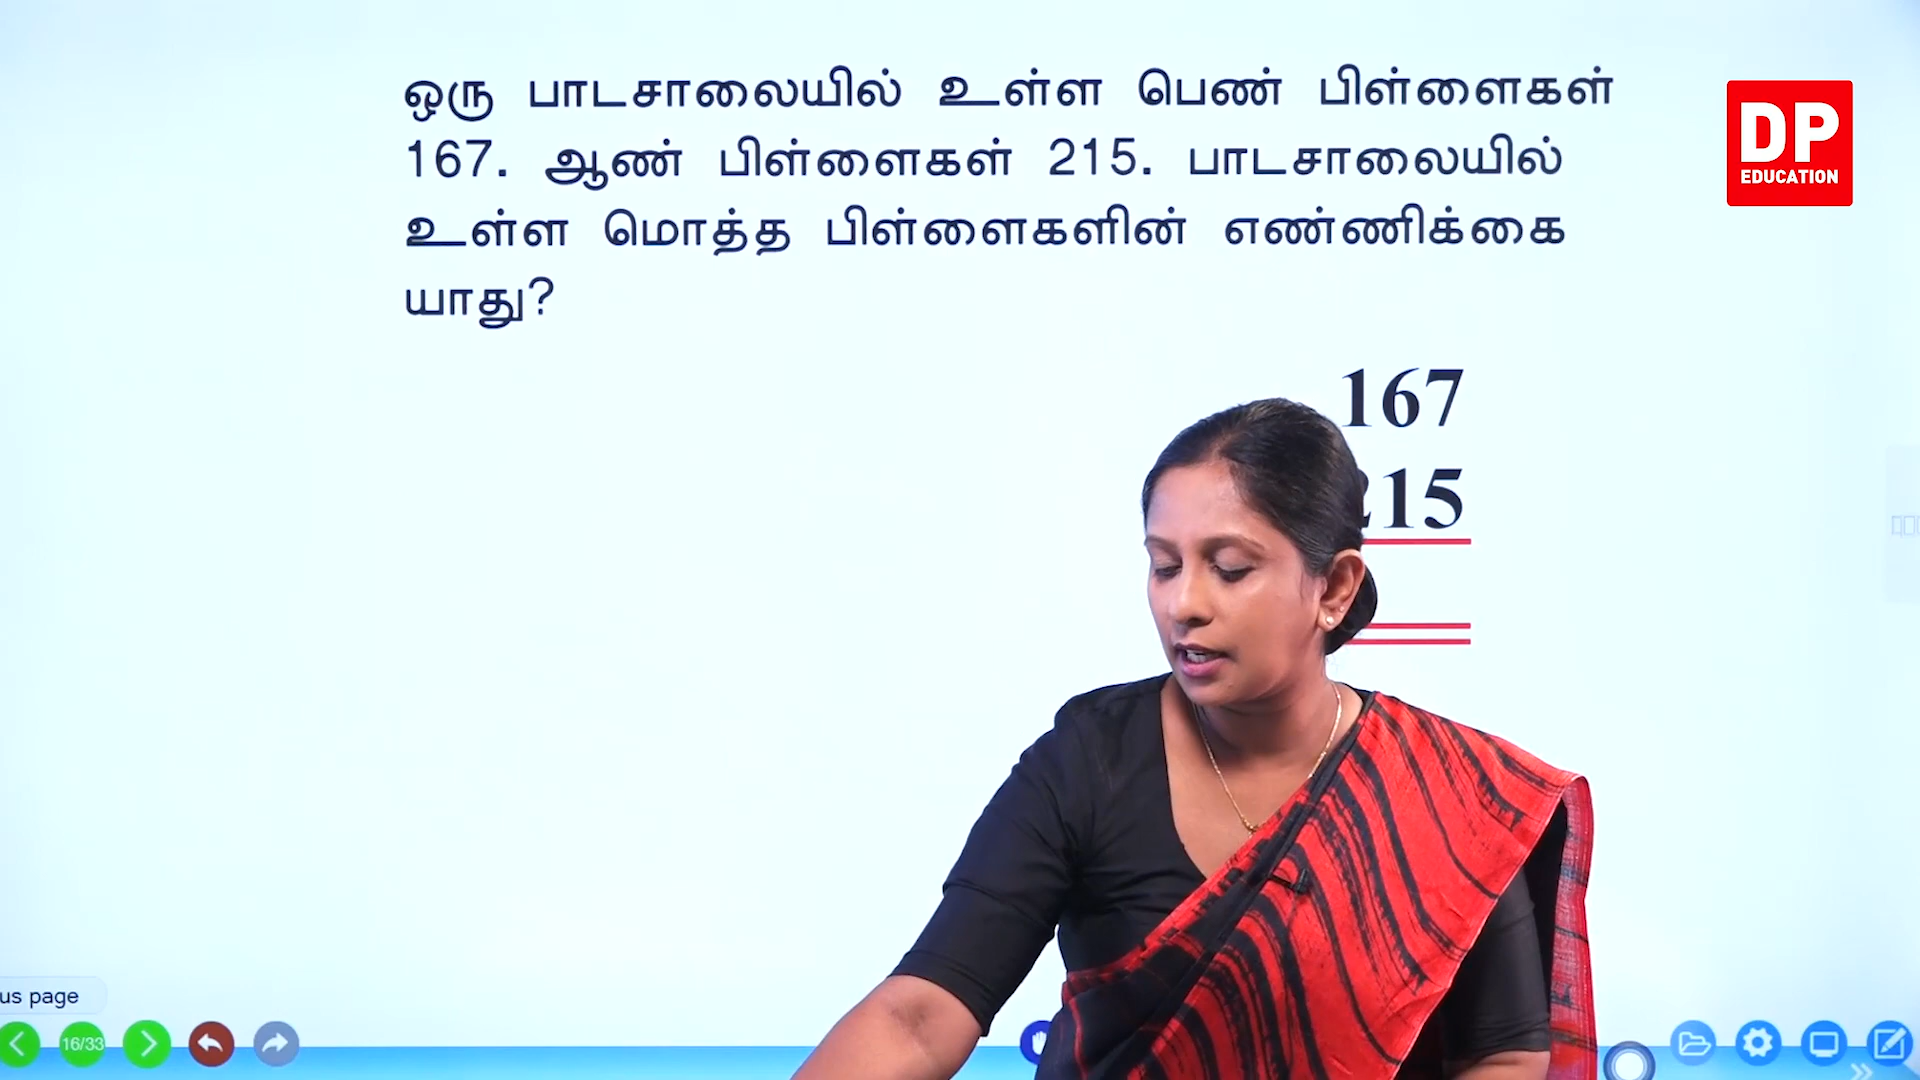 ஒரு பாடசாலையில் உள்ள பெண் பிள்ளைகள்
167. ஆண் பிள்ளைகள் 215. பாடசாலையில்
உள்ள மொத்த பிள்ளைகளின் எண்ணிக்கை
யாது?
DP
EDUCATION
167
15
us page
16/33